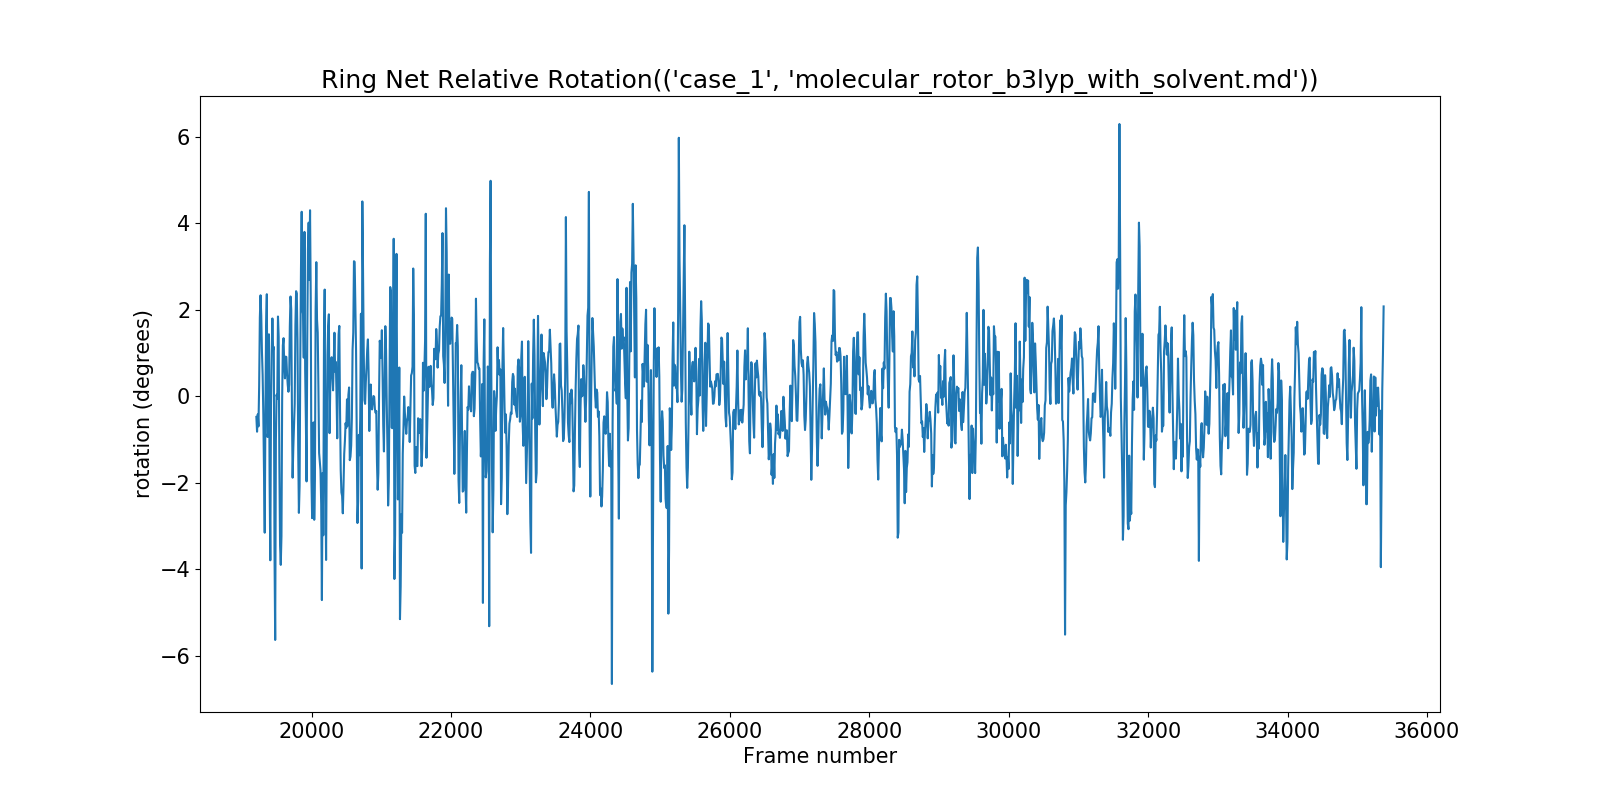 Ring Net Relative Rotation(('case_1', 'molecular_rotor_b3lyp_with_solvent.md'))
6
4
2
0
−2
−4
−6
rotation (degrees)
20000 22000 24000 26000 28000 30000 32000 34000 36000
Frame number